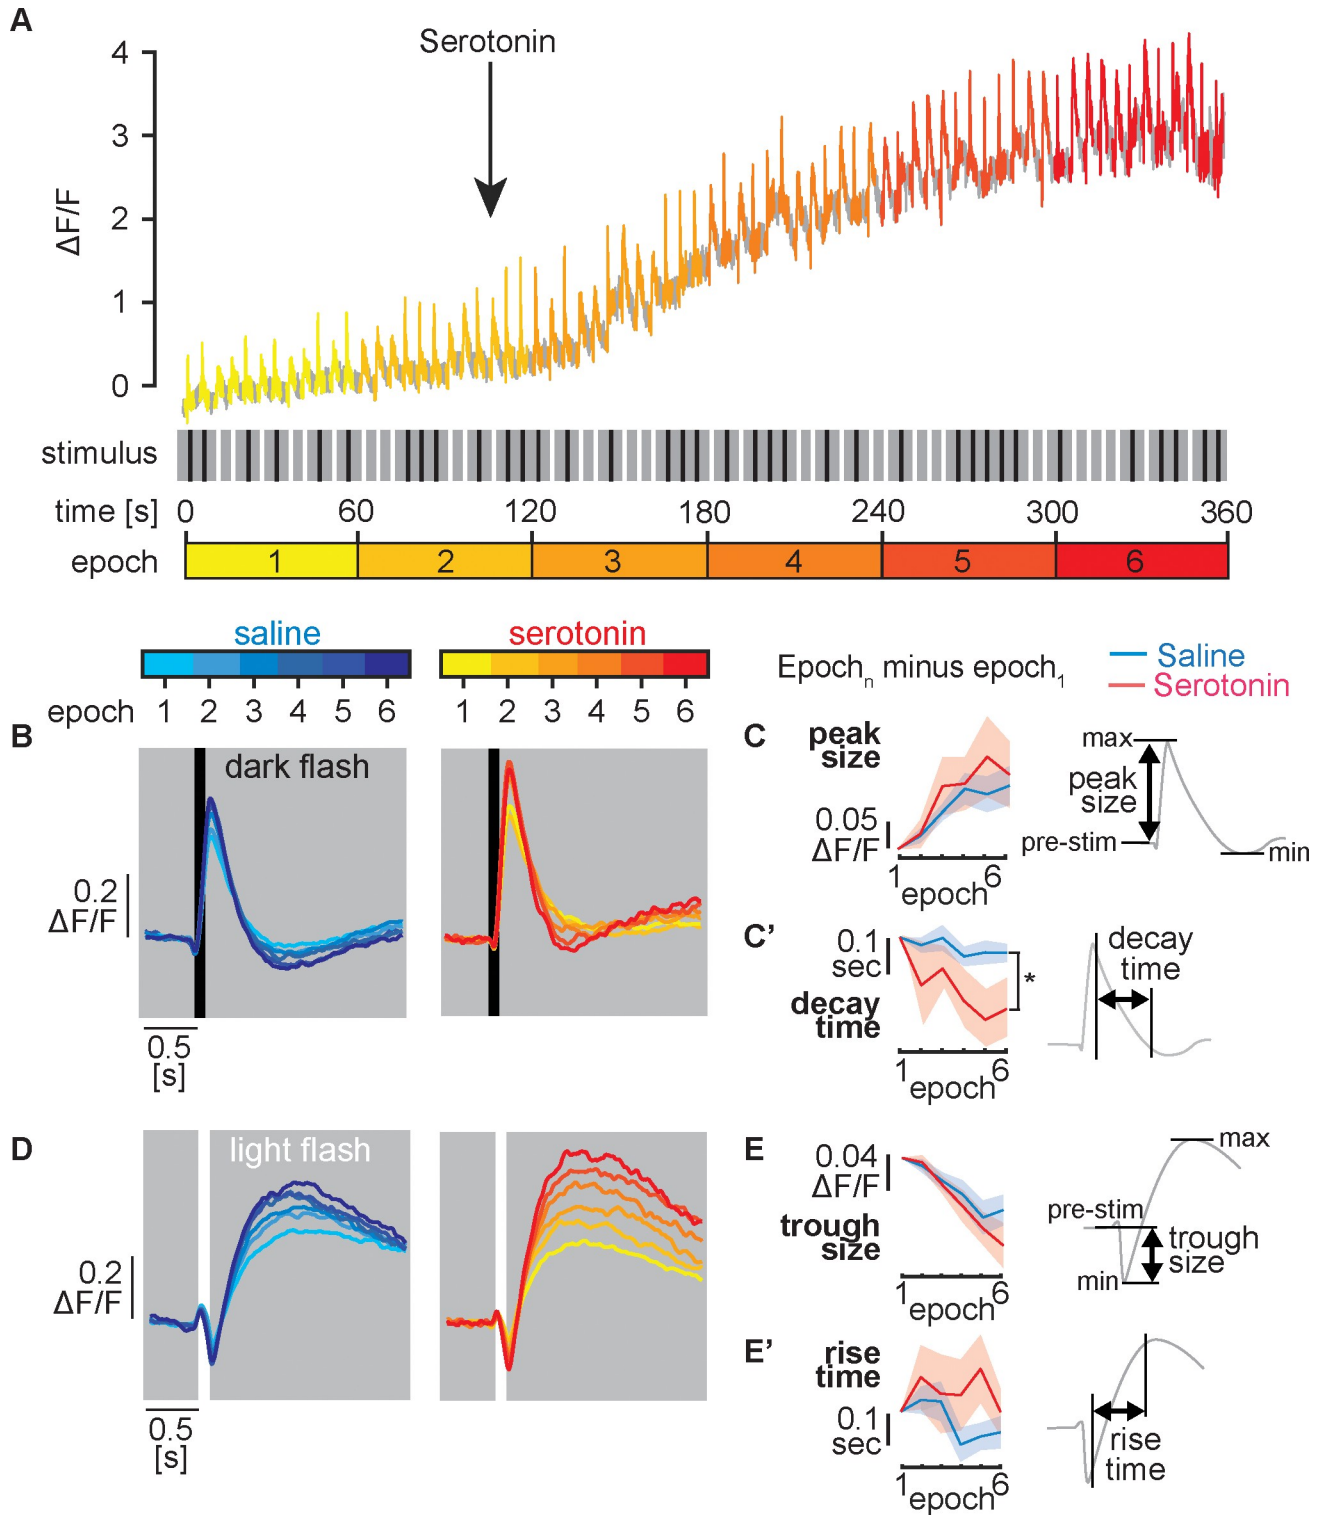 A
Serotonin
4
3
2
1
0
ΔF/F
stimulus
time [s] 0 60 120 180 240 300 360
epoch 1 2 3 4 5 6
saline
serotonin
epoch 1 2 3 4 5 6
1 2 3 4 5 6
Epochn minus epoch1
Saline
Serotonin
B
dark flash
0.2
ΔF/F
0.5
[s]
C
peak
size
0.05
ΔF/F
1 6
epoch
max
peak
size
pre-stim
min
C’
0.1
sec
decay
time
*
1 6
epoch
decay
time
D
light flash
0.2
ΔF/F
0.5
[s]
E
0.04
ΔF/F
trough
size
1 6
epoch
max
pre-stim
trough
size
min
E’
rise
time
0.1
sec
1 6
epoch
rise
time